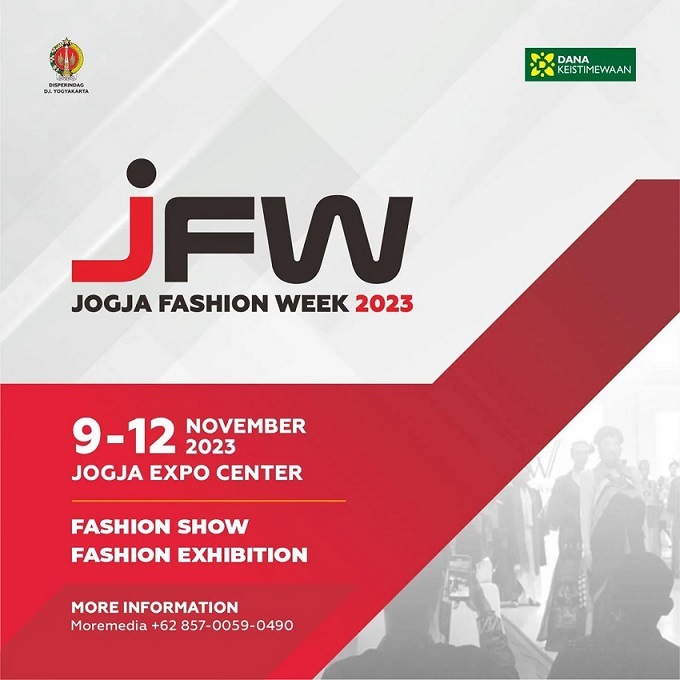 DISPERINDAG
D.I. YOGYAKARTA
DANA
KEISTIMEWAAN
JFW
JOGJA FASHION WEEK 2023
9-12 NOVEMBER
2023
JOGJA EXPO CENTER
FASHION SHOW
FASHION EXHIBITION
MORE INFORMATION
Moremedia +62 857-0059-0490